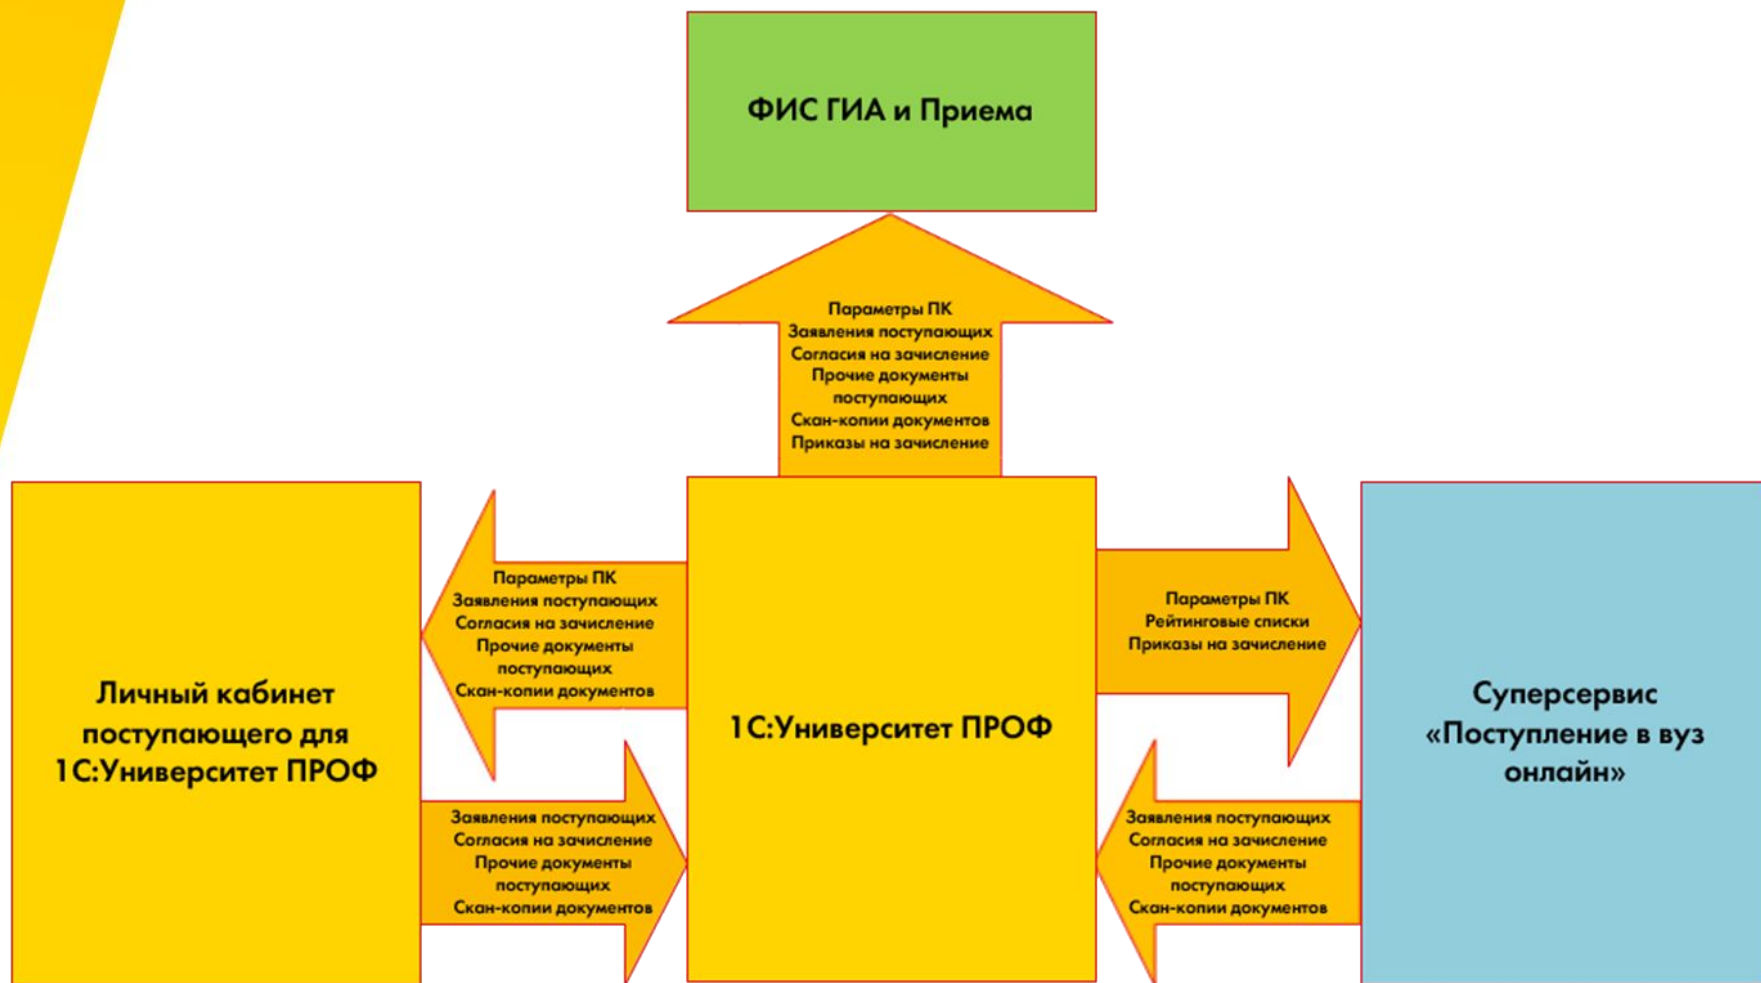 ФИС ГИА и Приема
Параметры ПК
Заявления поступающих
Согласия на зачисление
Прочие документы
поступающих
Скан-копии документов
Приказы на зачисление
Личный кабинет
поступающего для
1С:Университет ПРОФ
Параметры ПК
Заявления поступающих
Согласия на зачисление
Прочие документы
поступающих
Скан-копии документов
Заявления поступающих
Согласия на зачисление
Прочие документы
поступающих
Скан-копии документов
1С:Университет ПРОФ
Параметры ПК
Рейтинговые списки
Приказы на зачисление
Заявления поступающих
Согласия на зачисление
Прочие документы
поступающих
Скан-копии документов
Суперсервис
«Поступление в вуз
онлайн»